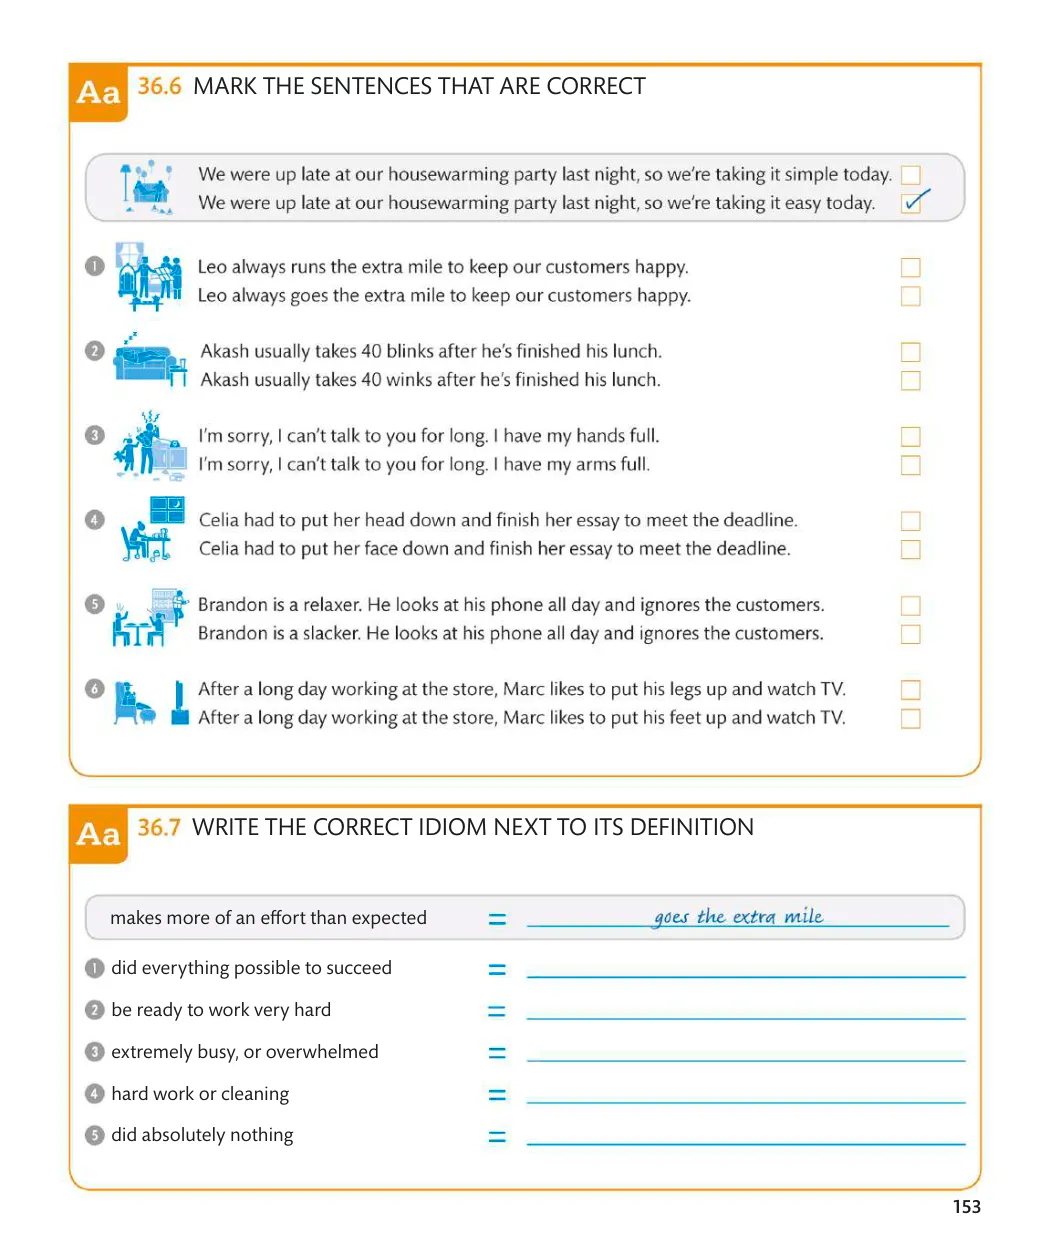 Aa 36.6 MARK THE SENTENCES THAT ARE CORRECT
We were up late at our housewarming party last night, so we're taking it simple today.
We were up late at our housewarming party last night, so we're taking it easy today.
1 Leo always runs the extra mile to keep our customers happy.
Leo always goes the extra mile to keep our customers happy.
2 Akash usually takes 40 blinks after he's finished his lunch.
Akash usually takes 40 winks after he's finished his lunch.
3 I'm sorry, I can't talk to you for long. I have my hands full.
I'm sorry, I can't talk to you for long. I have my arms full.
4 Celia had to put her head down and finish her essay to meet the deadline.
Celia had to put her face down and finish her essay to meet the deadline.
5 Brandon is a relaxer. He looks at his phone all day and ignores the customers.
Brandon is a slacker. He looks at his phone all day and ignores the customers.
6 After a long day working at the store, Marc likes to put his legs up and watch TV.
After a long day working at the store, Marc likes to put his feet up and watch TV.
Aa 36.7 WRITE THE CORRECT IDIOM NEXT TO ITS DEFINITION
makes more of an effort than expected = goes the extra mile
1 did everything possible to succeed =
2 be ready to work very hard =
3 extremely busy, or overwhelmed =
4 hard work or cleaning =
5 did absolutely nothing =
153